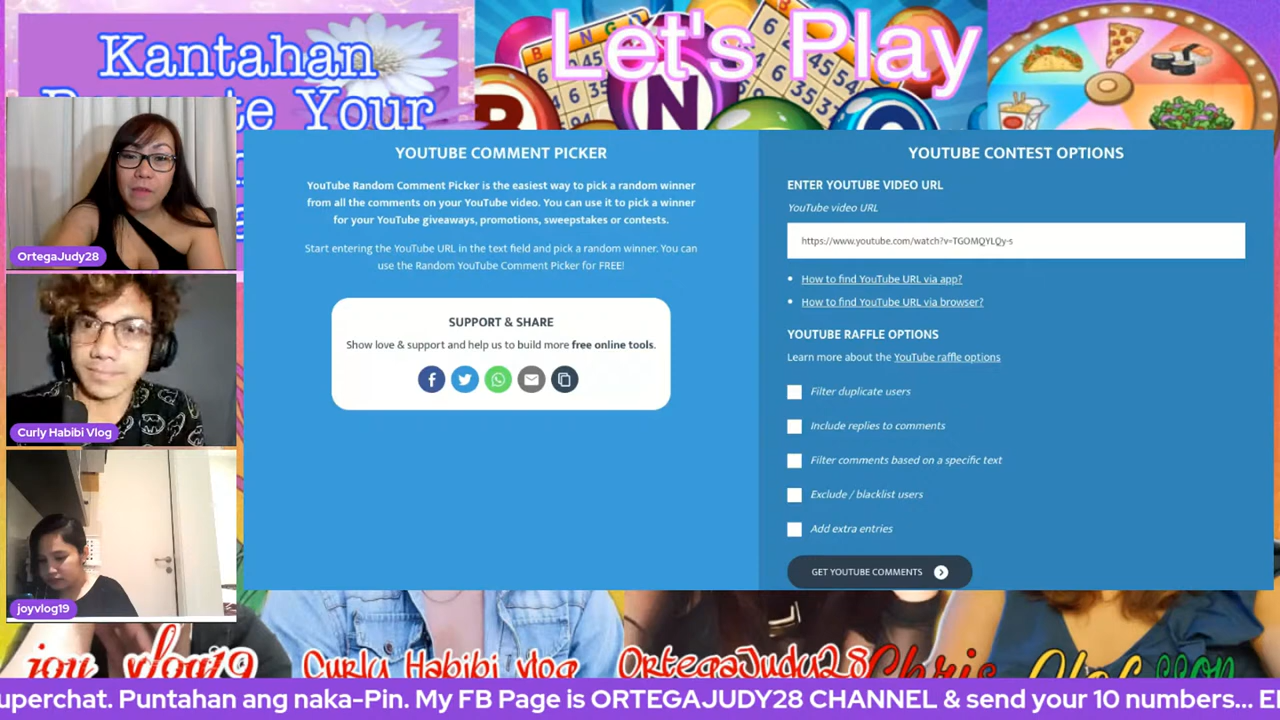 Kantahan
Your
Let's Play
B I N G
N
YOUTUBE COMMENT PICKER
YouTube Random Comment Picker is the easiest way to pick a random winner
from all the comments on your YouTube video. You can use it to pick a winner
for your YouTube giveaways, promotions, sweepstakes or contests.
Start entering the YouTube URL in the text field and pick a random winner. You can
use the Random YouTube Comment Picker for FREE!
SUPPORT & SHARE
Show love & support and help us to build more free online tools.
YOUTUBE CONTEST OPTIONS
ENTER YOUTUBE VIDEO URL
YouTube video URL
https://www.youtube.com/watch?v=TGOMQYLQy-s
How to find YouTube URL via app?
How to find YouTube URL via browser?
YOUTUBE RAFFLE OPTIONS
Learn more about the YouTube raffle options
Filter duplicate users
Include replies to comments
Filter comments based on a specific text
Exclude / blacklist users
Add extra entries
GET YOUTUBE COMMENTS
OrtegaJudy28
Curly Habibi Vlog
joyvlog19
joy vlog19
Curly Habibi vlog
OrtegaJudy28
Chris
uperchat. Puntahan ang naka-Pin. My FB Page is ORTEGAJUDY28 CHANNEL & send your 10 numbers... E